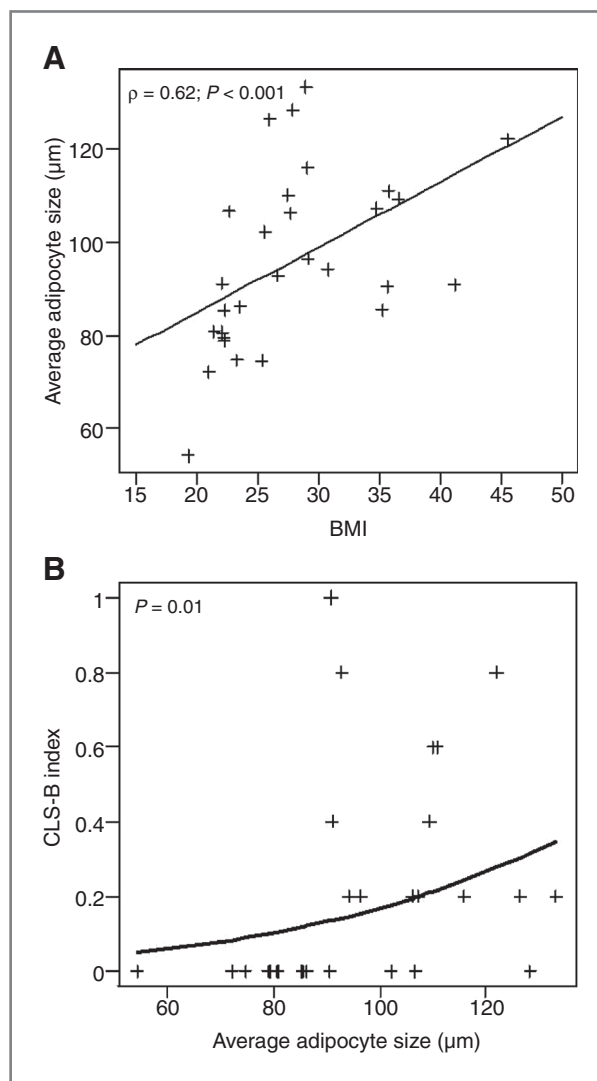 A
ρ = 0.62; P < 0.001
Average adipocyte size (μm)
120
100
80
60
15 20 25 30 35 40 45 50
BMI
B
P = 0.01
CLS-B index
1
0.8
0.6
0.4
0.2
0
60 80 100 120
Average adipocyte size (μm)